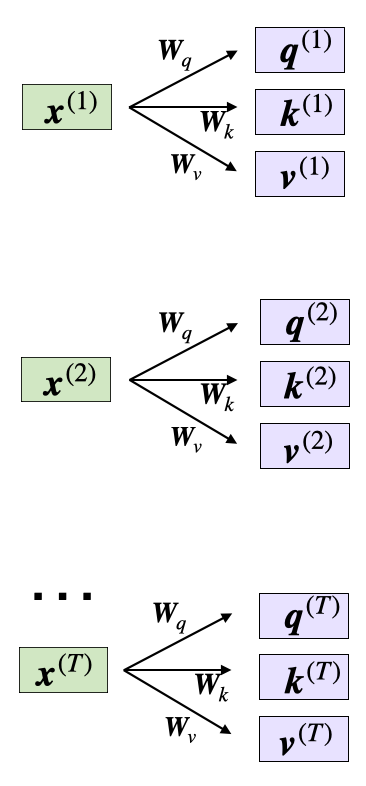 W_q
q^(1)
x^(1)
W_k
k^(1)
W_v
v^(1)
W_q
q^(2)
x^(2)
W_k
k^(2)
W_v
v^(2)
...
W_q
q^(T)
x^(T)
W_k
k^(T)
W_v
v^(T)